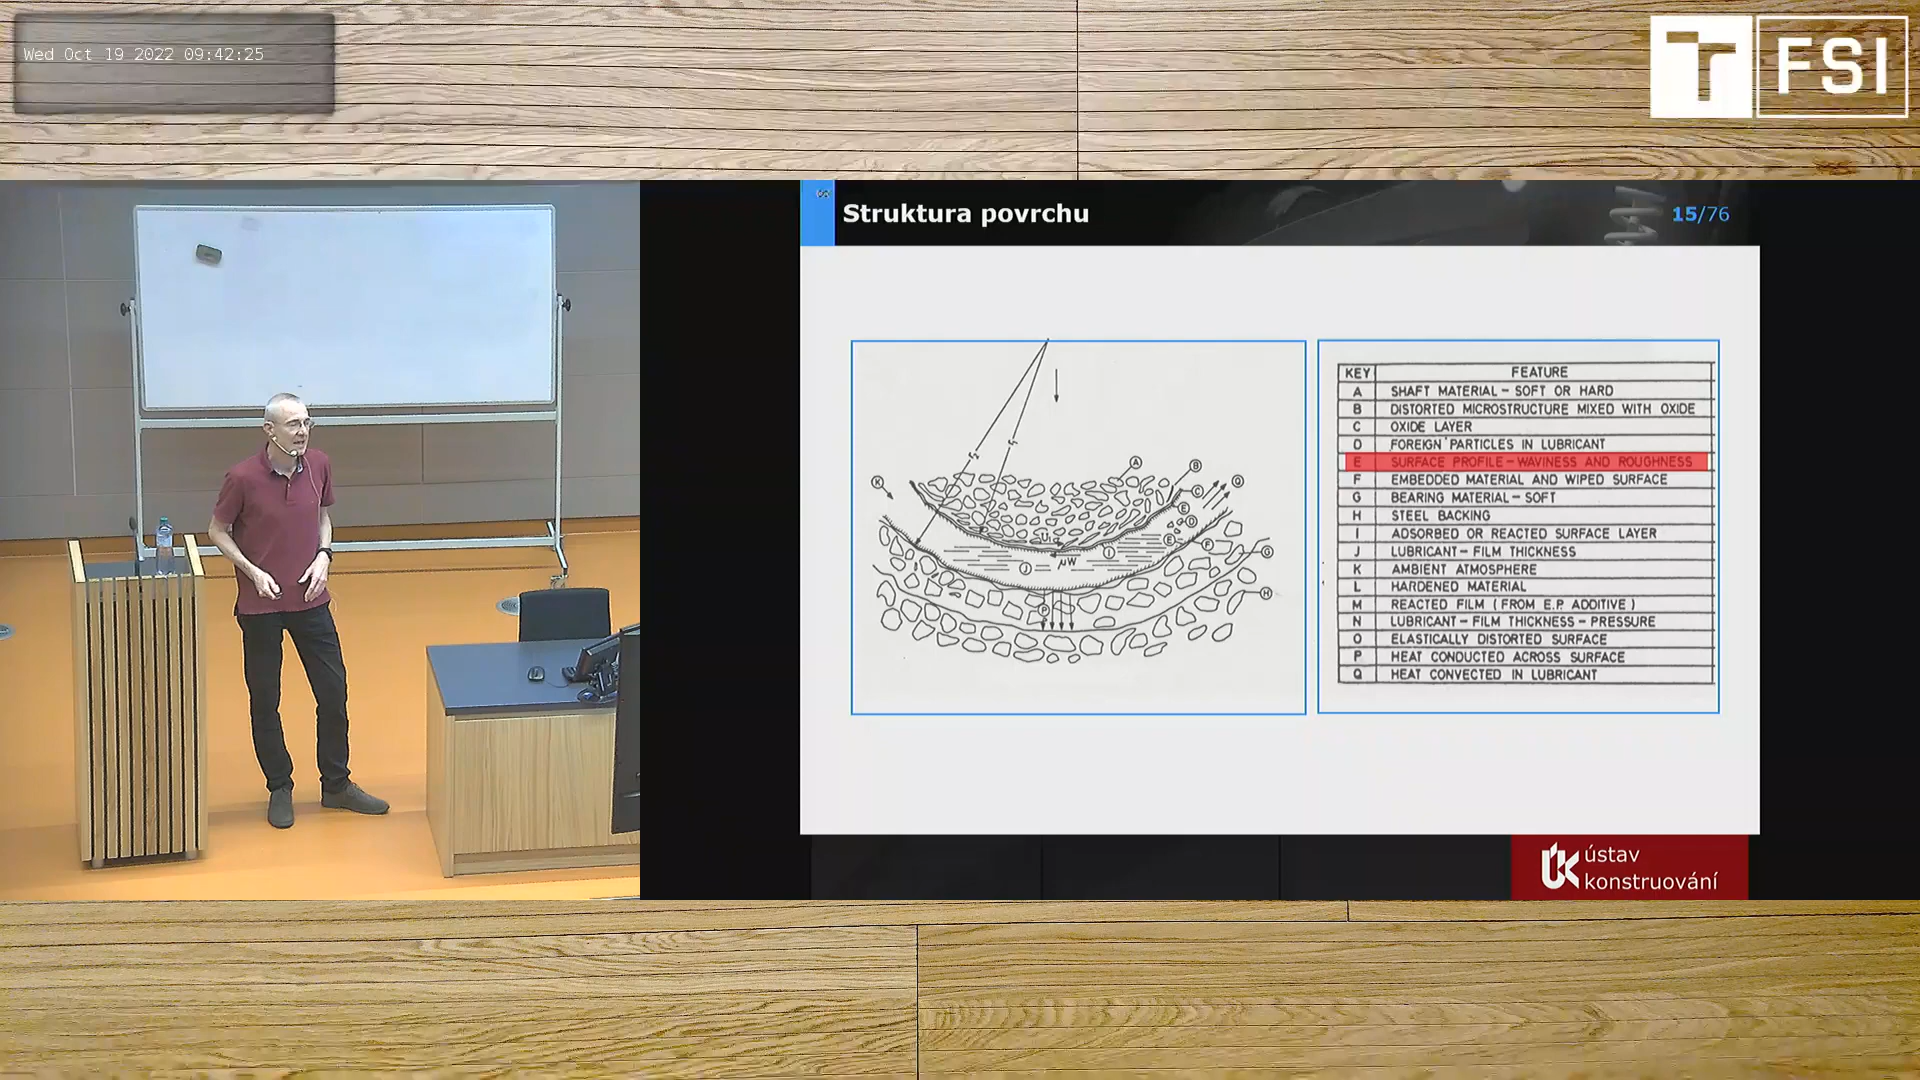 Wed Oct 19 2022 09:42:25
T FSI
Struktura povrchu
15/76
A
B
K
C
Q
E
D
E
F
U₁
I
G
μW
J
H
P
KEY FEATURE
A SHAFT MATERIAL – SOFT OR HARD
B DISTORTED MICROSTRUCTURE MIXED WITH OXIDE
C OXIDE LAYER
D FOREIGN PARTICLES IN LUBRICANT
E SURFACE PROFILE – WAVINESS AND ROUGHNESS
F EMBEDDED MATERIAL AND WIPED SURFACE
G BEARING MATERIAL – SOFT
H STEEL BACKING
I ADSORBED OR REACTED SURFACE LAYER
J LUBRICANT – FILM THICKNESS
K AMBIENT ATMOSPHERE
L HARDENED MATERIAL
M REACTED FILM (FROM E.P. ADDITIVE)
N LUBRICANT – FILM THICKNESS – PRESSURE
O ELASTICALLY DISTORTED SURFACE
P HEAT CONDUCTED ACROSS SURFACE
Q HEAT CONVECTED IN LUBRICANT
ÚK ústav
konstruování